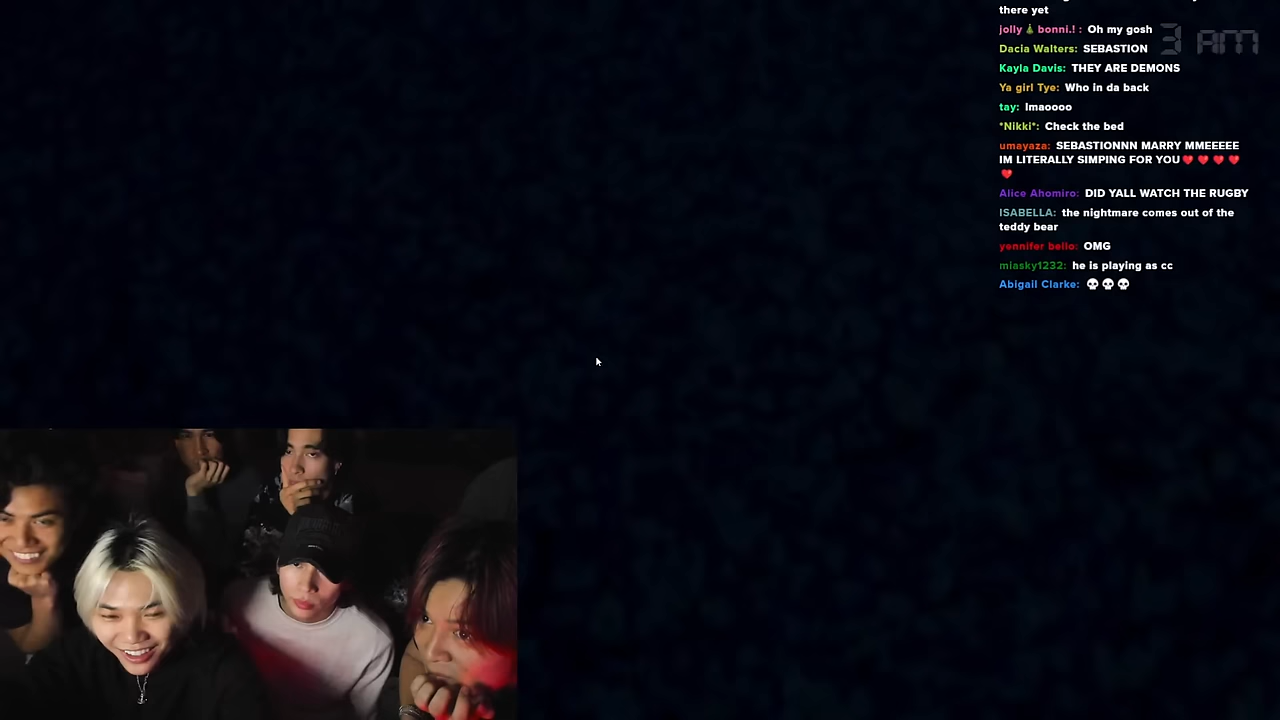 there yet
jolly🎄bonni.! : Oh my gosh
3 AM
Dacia Walters: SEBASTION
Kayla Davis: THEY ARE DEMONS
Ya girl Tye: Who in da back
tay: lmaoooo
*Nikki*: Check the bed
umayaza: SEBASTIONNN MARRY MMEEEEE
IM LITERALLY SIMPING FOR YOU❤️❤️❤️❤️
❤️
Alice Ahomiro: DID YALL WATCH THE RUGBY
ISABELLA: the nightmare comes out of the
teddy bear
yennifer bello: OMG
miasky1232: he is playing as cc
Abigail Clarke: 💀💀💀